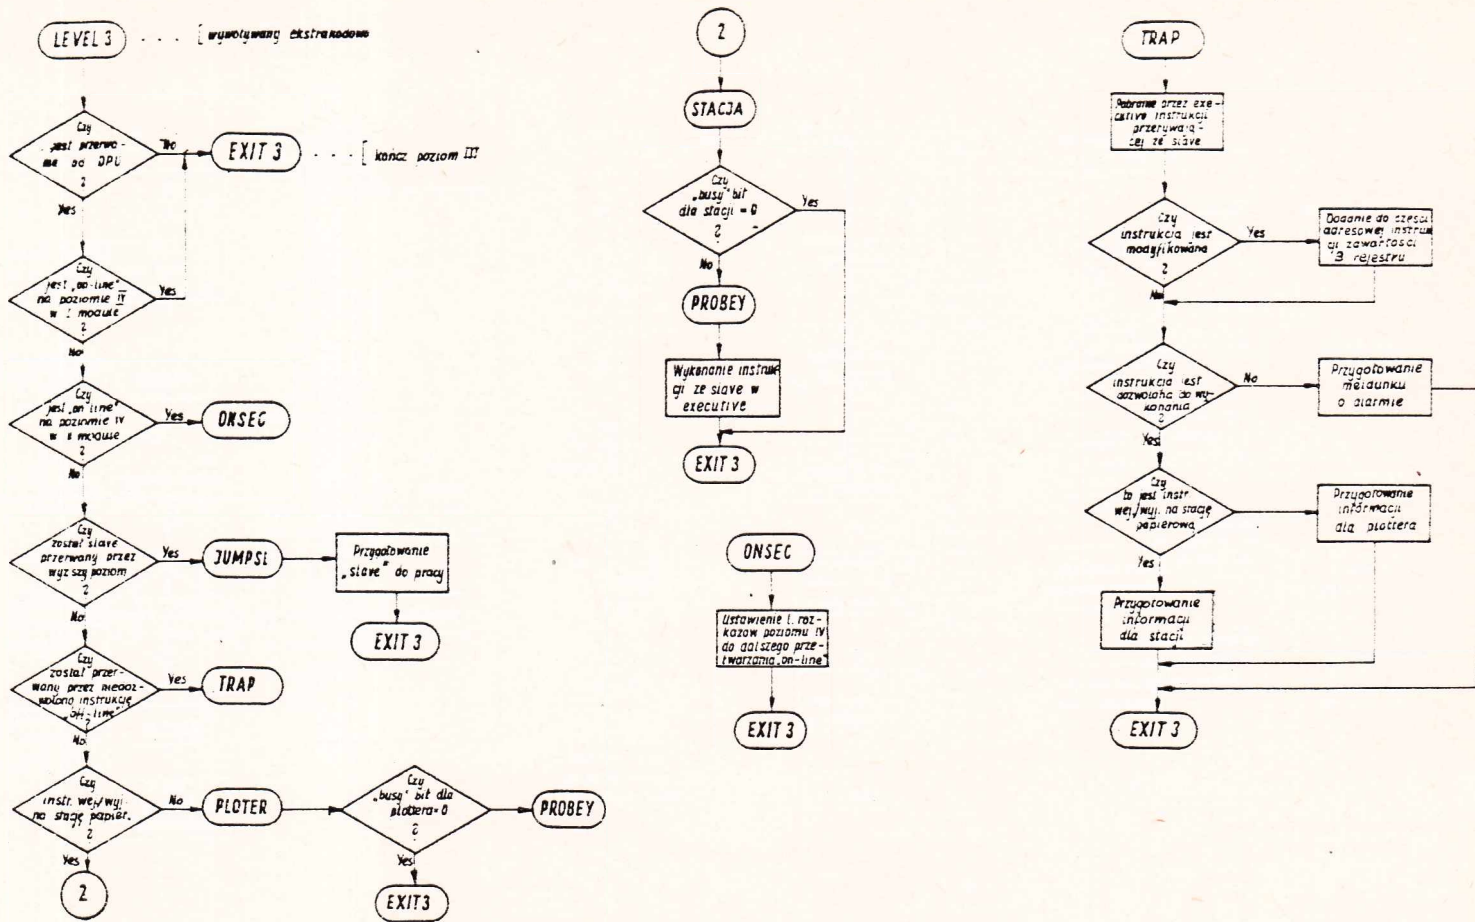 LEVEL 3
wywoływany ekstrakodowo
Czy
jest przerwa-
nie od DPU
?
No
EXIT 3
kończ poziom III
Yes
Czy
jest „on-line"
na poziomie IV
w I module
?
Yes
No
Czy
jest „on line"
na poziomie IV
w II module
?
Yes
ONSEC
No
Czy
został slave
przerwany przez
wyższy poziom
?
Yes
JUMPSL
Przygotowanie
„slave" do pracy
EXIT 3
No
Czy
został przer-
wany przez niedoz-
woloną instrukcję
„off-line"
?
Yes
TRAP
No
Czy
instr. wej/wyj.
na stację papier.
?
No
PLOTER
Czy
„busy" bit dla
plottera=0
?
PROBEY
Yes
EXIT3
Yes
2
2
STACJA
Czy
„busy" bit
dla stacji = 0
?
Yes
No
PROBEY
Wykonanie instruk
cji ze slave w
executive
EXIT 3
ONSEC
Ustawienie l. roz-
kazów poziomu IV
do dalszego prze-
twarzania „on-line"
EXIT 3
TRAP
Pobranie przez exe-
cutive instrukcji
przerywają-
cej ze slave
Czy
instrukcja jest
modyfikowana
?
Yes
Dodanie do części
adresowej instruk
cji zawartości
B rejestru
No
Czy
instrukcja jest
dozwolona do wy-
konania
?
No
Przygotowanie
meldunku
o alarmie
Yes
Czy
to jest instr
wej./wyj. na stację
papierową
?
Przygotowanie
informacji
dla plottera
Yes
Przygotowanie
informacji
dla stacji
EXIT 3